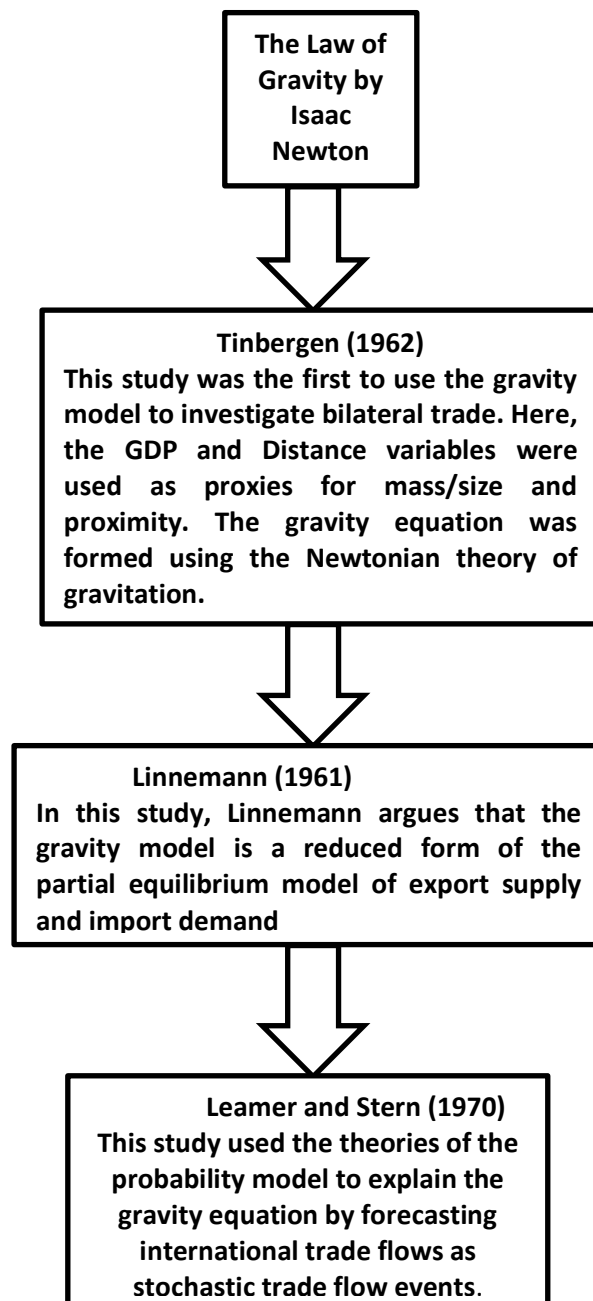 The Law of
Gravity by
Isaac
Newton
Tinbergen (1962)
This study was the first to use the gravity
model to investigate bilateral trade. Here,
the GDP and Distance variables were
used as proxies for mass/size and
proximity. The gravity equation was
formed using the Newtonian theory of
gravitation.
Linnemann (1961)
In this study, Linnemann argues that the
gravity model is a reduced form of the
partial equilibrium model of export supply
and import demand
Leamer and Stern (1970)
This study used the theories of the
probability model to explain the
gravity equation by forecasting
international trade flows as
stochastic trade flow events.